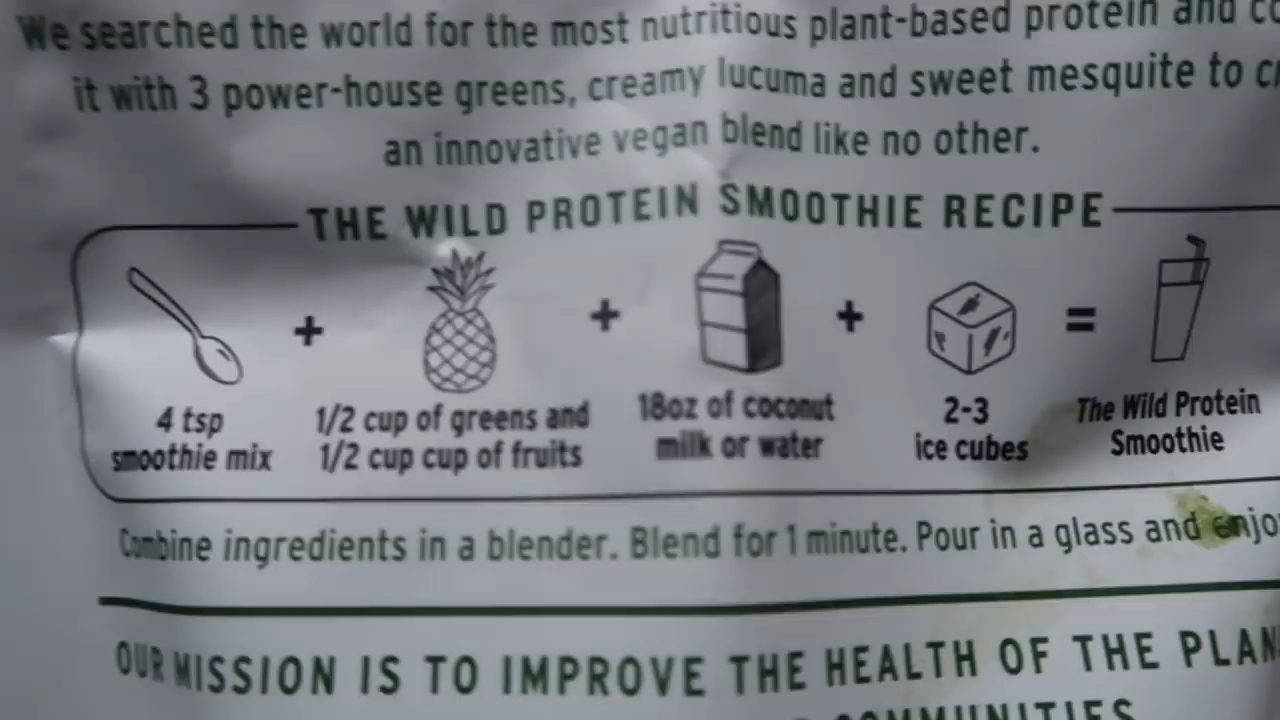 We searched the world for the most nutritious plant-based protein and
it with 3 power-house greens, creamy lucuma and sweet mesquite to
an innovative vegan blend like no other.
THE WILD PROTEIN SMOOTHIE RECIPE
+ + + =
4 tsp
smoothie mix
1/2 cup of greens and
1/2 cup cup of fruits
18oz of coconut
milk or water
2-3
ice cubes
The Wild Protein
Smoothie
Combine ingredients in a blender. Blend for 1 minute. Pour in a glass and enjo
OUR MISSION IS TO IMPROVE THE HEALTH OF THE PLAN
COMMUNITIES